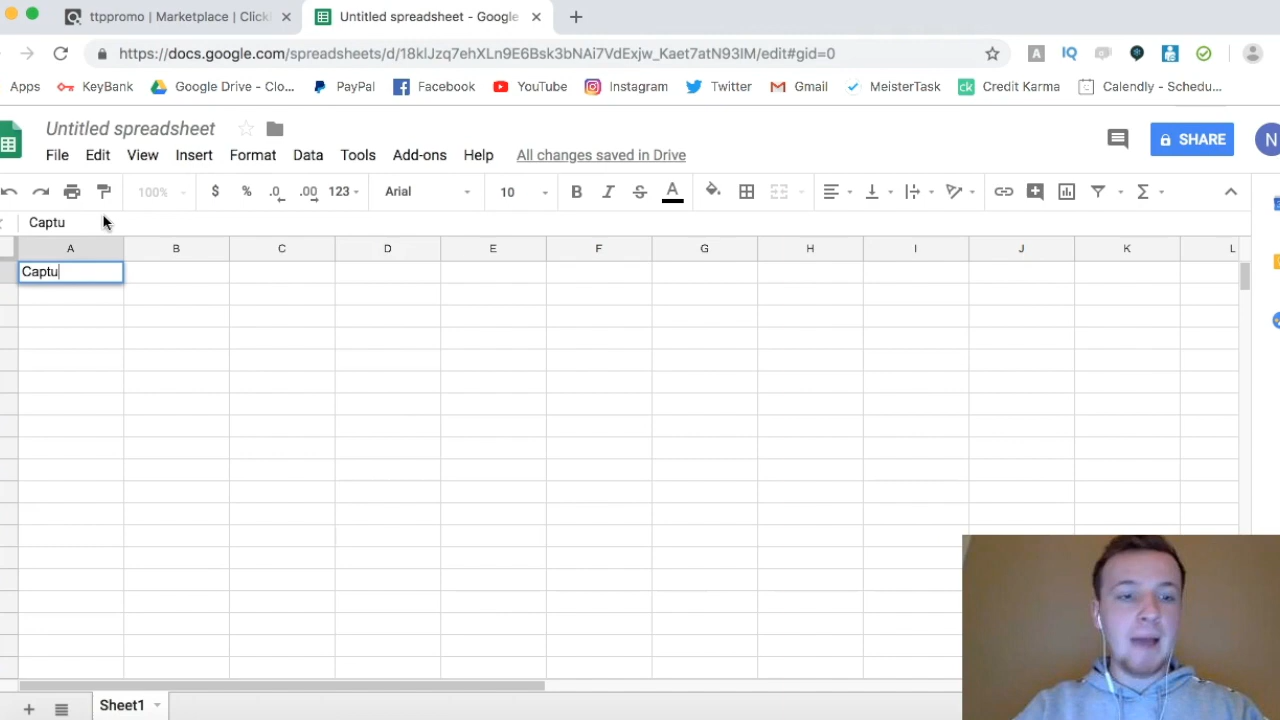 ttppromo | Marketplace | Click
Untitled spreadsheet - Google
https://docs.google.com/spreadsheets/d/18klJzq7ehXLn9E6Bsk3bNAi7VdExjw_Kaet7atN93lM/edit#gid=0
Apps KeyBank Google Drive - Clo... PayPal Facebook YouTube Instagram Twitter Gmail MeisterTask Credit Karma Calendly - Schedu...
Untitled spreadsheet
SHARE N
File Edit View Insert Format Data Tools Add-ons Help All changes saved in Drive
100% $ % .0 .00 123 Arial 10 B I S A Σ
Captu
A B C D E F G H I J K L
Captu
Sheet1